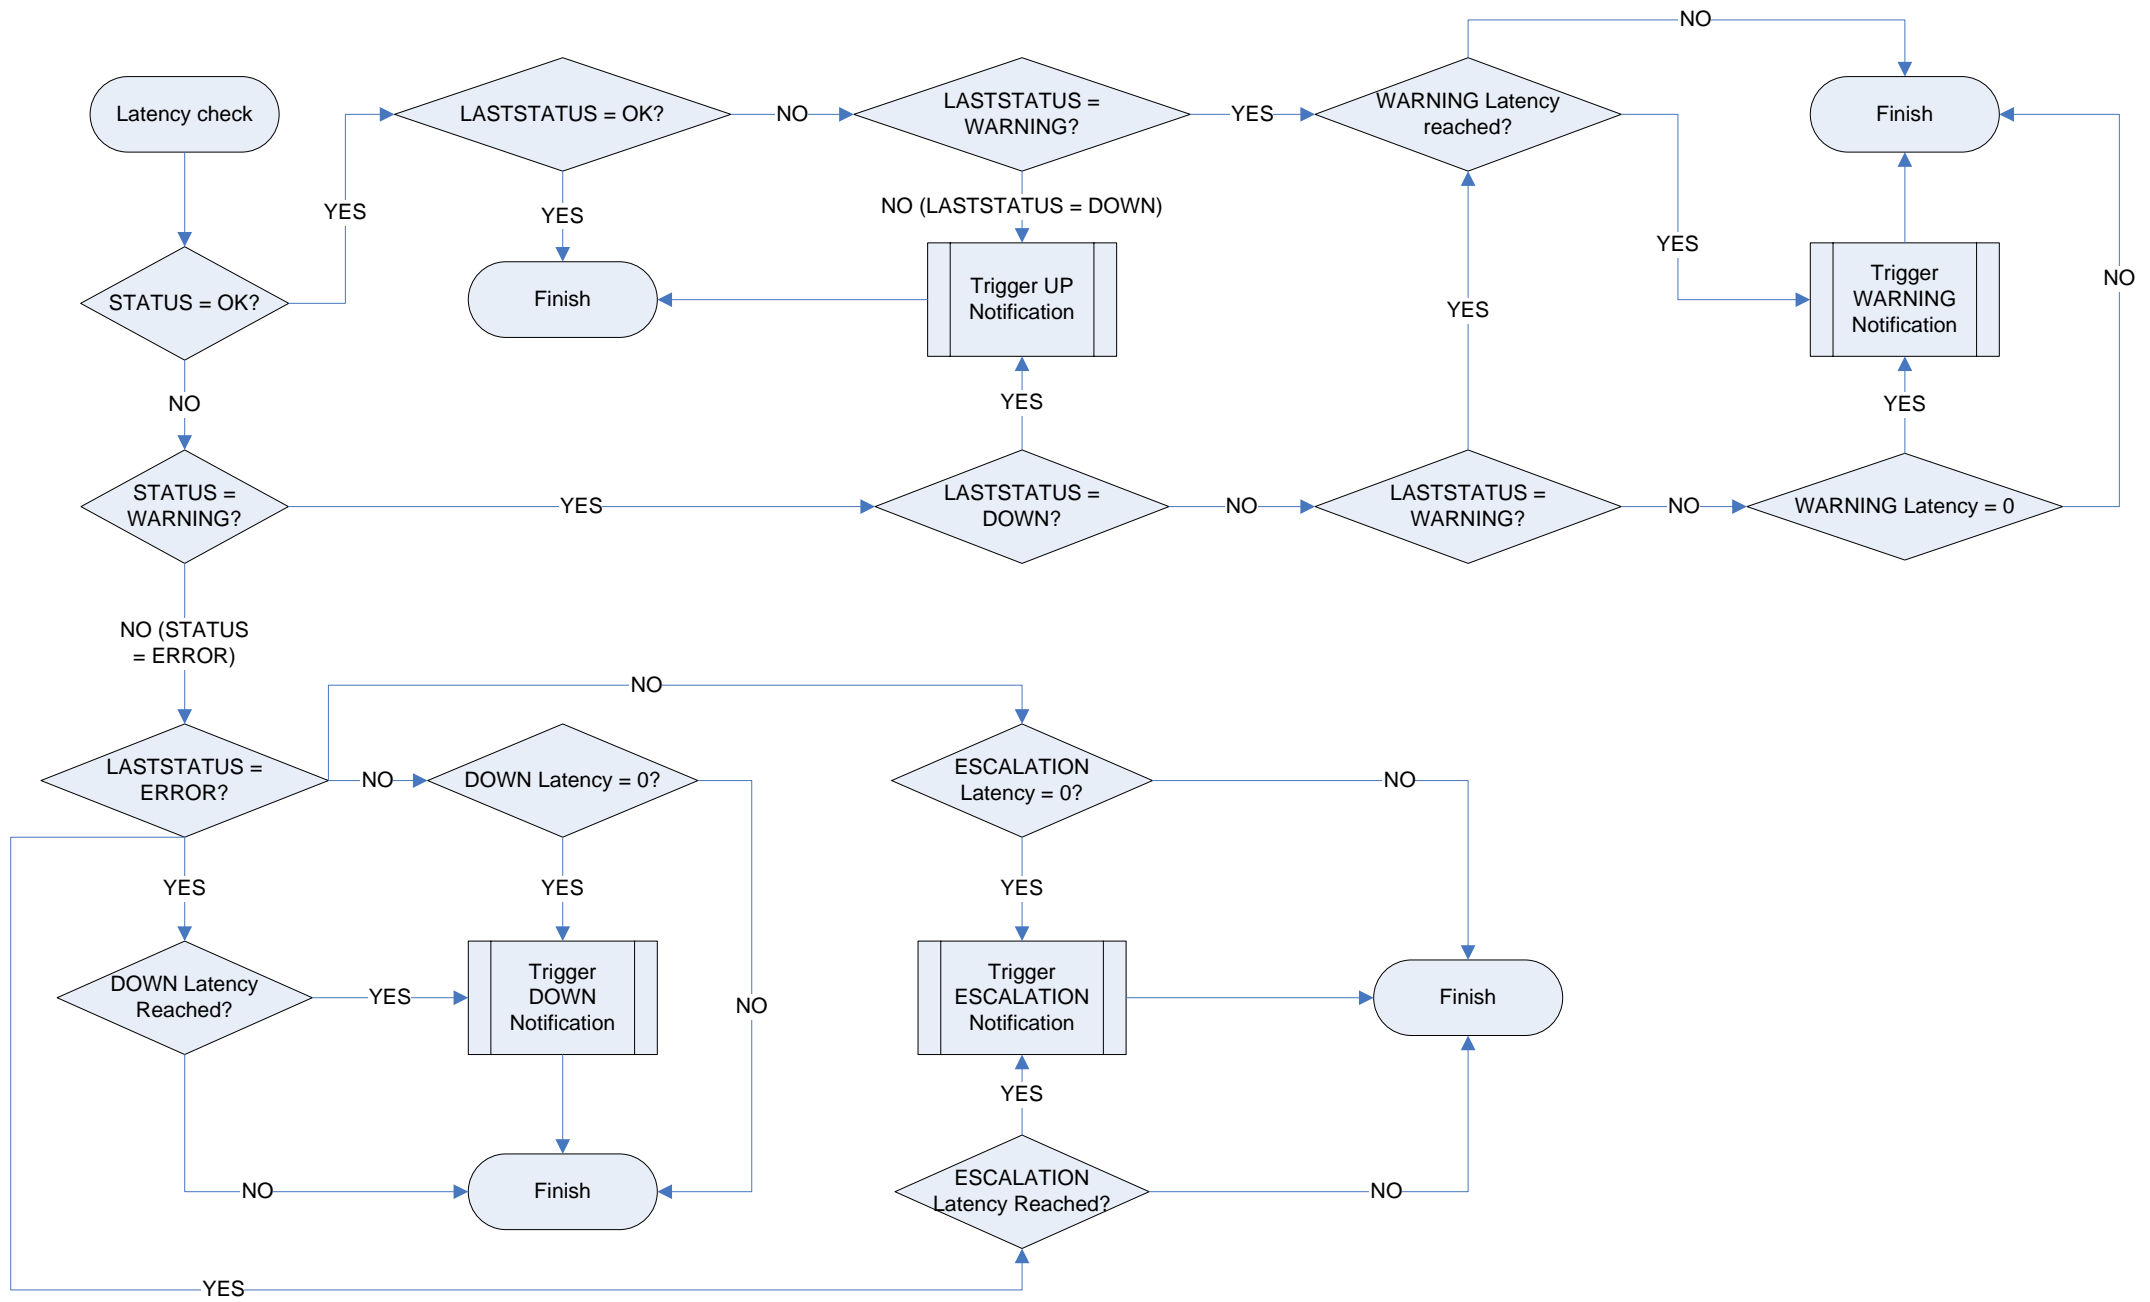 NO
Latency check
LASTSTATUS = OK?
NO
LASTSTATUS =
WARNING?
YES
WARNING Latency
reached?
Finish
YES
YES
NO (LASTSTATUS = DOWN)
YES
NO
STATUS = OK?
Finish
Trigger UP
Notification
YES
Trigger
WARNING
Notification
NO
YES
YES
STATUS =
WARNING?
YES
LASTSTATUS =
DOWN?
NO
LASTSTATUS =
WARNING?
NO
WARNING Latency = 0
NO (STATUS
= ERROR)
NO
LASTSTATUS =
ERROR?
NO
DOWN Latency = 0?
ESCALATION
Latency = 0?
NO
YES
YES
YES
DOWN Latency
Reached?
YES
Trigger
DOWN
Notification
NO
Trigger
ESCALATION
Notification
Finish
YES
NO
Finish
ESCALATION
Latency Reached?
NO
YES